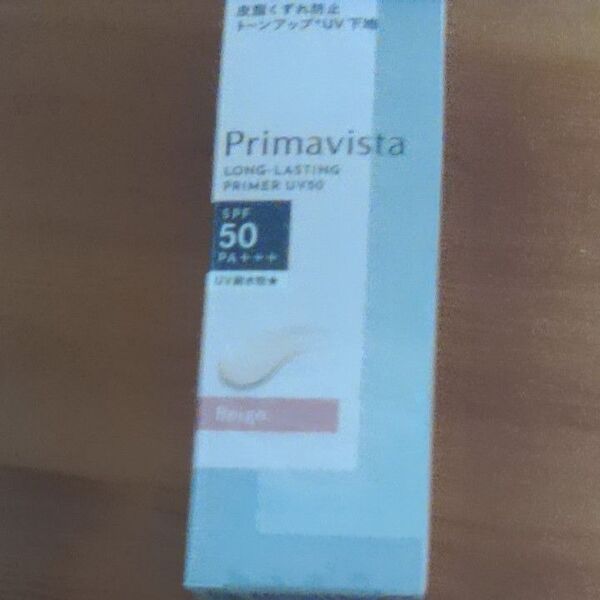 皮脂くずれ防止
トーンアップ*UV下地
Primavista
LONG-LASTING
PRIMER UV50
SPF
50
PA+++
UV耐水性★
Beige